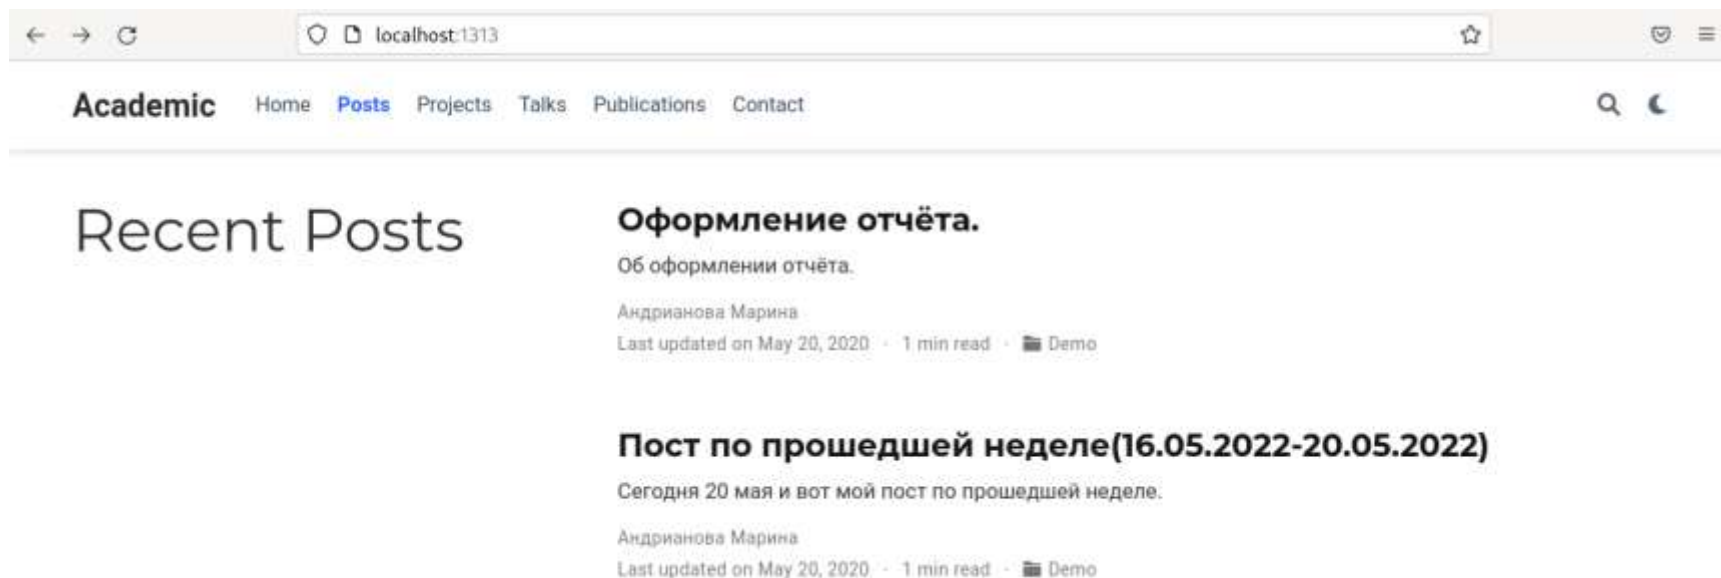 localhost:1313
Academic Home Posts Projects Talks Publications Contact
Recent Posts
Оформление отчёта.
Об оформлении отчёта.
Андрианова Марина
Last updated on May 20, 2020 · 1 min read · Demo
Пост по прошедшей неделе(16.05.2022-20.05.2022)
Сегодня 20 мая и вот мой пост по прошедшей неделе.
Андрианова Марина
Last updated on May 20, 2020 · 1 min read · Demo